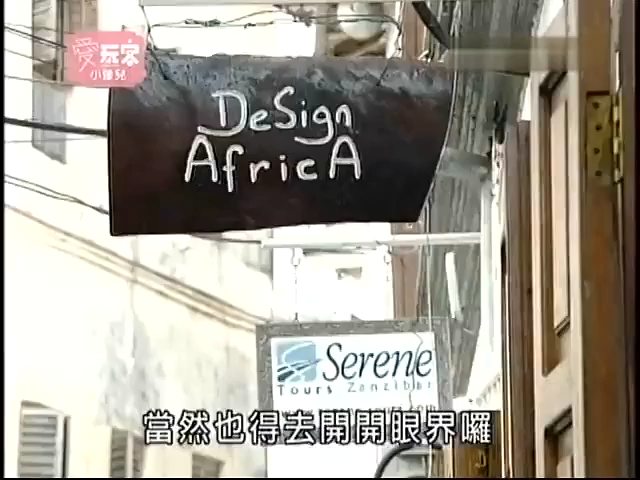 愛玩客
小鐘兒
DeSign
AfricA
Serene
Tours Zanzibar
當然也得去開開眼界囉